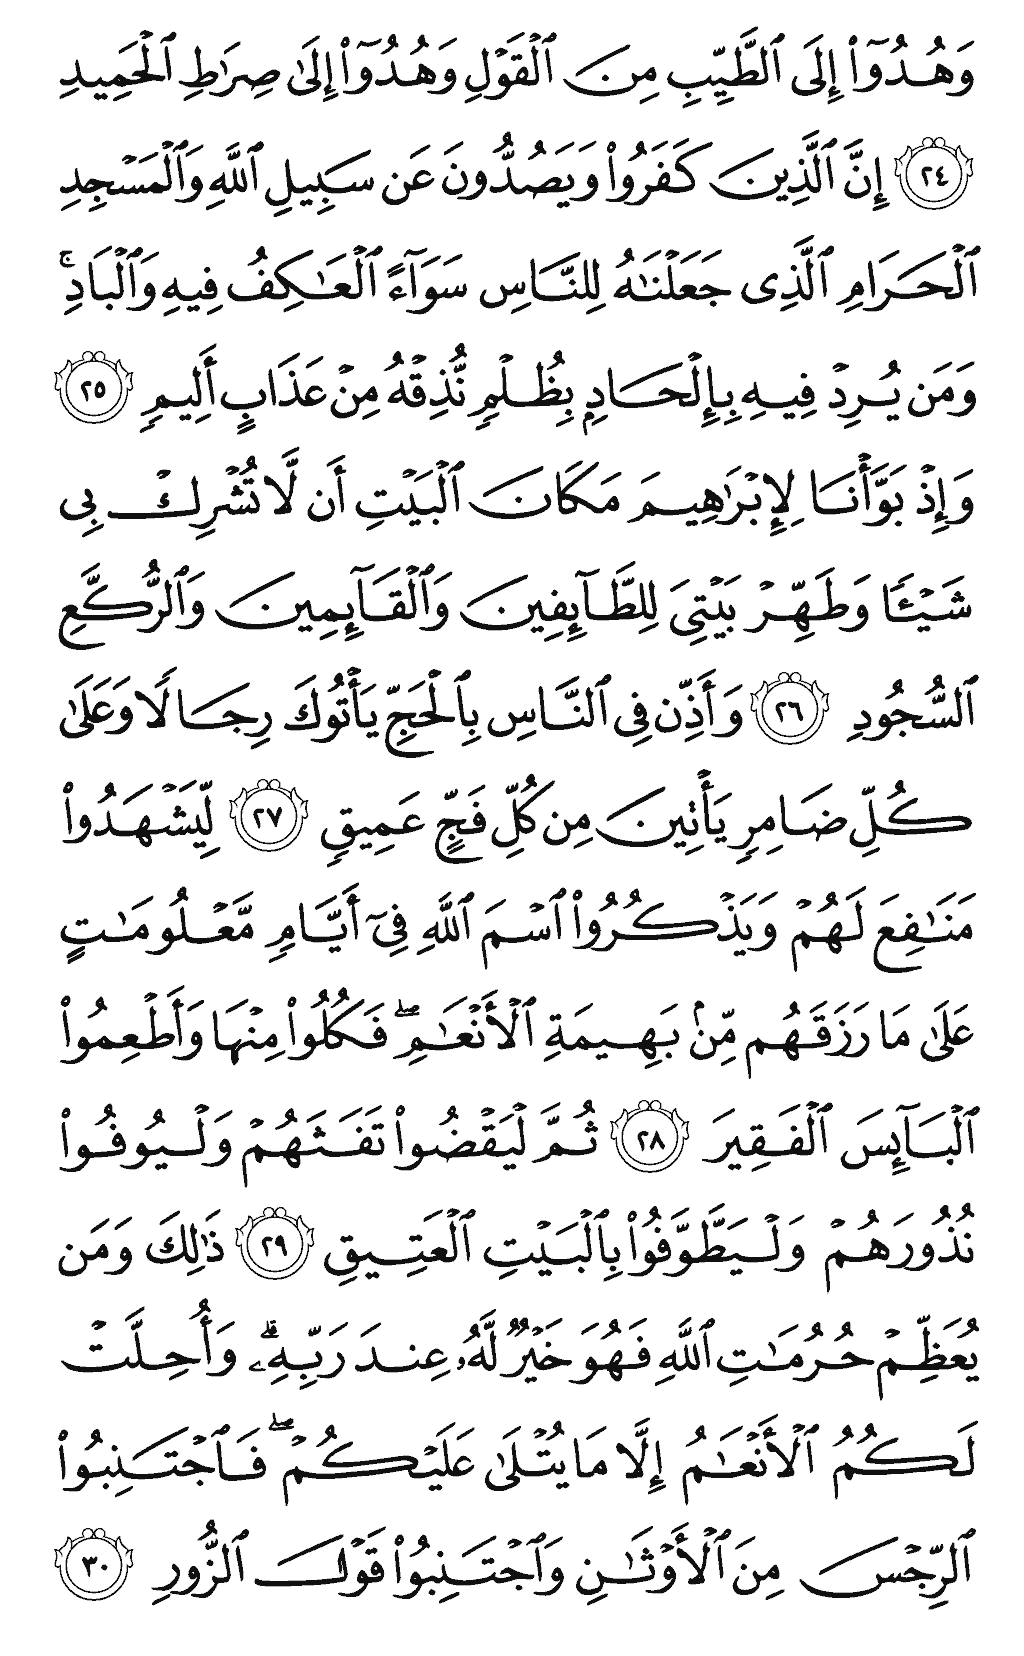 وَهُدُوٓا۟ إِلَى ٱلطَّيِّبِ مِنَ ٱلْقَوْلِ وَهُدُوٓا۟ إِلَىٰ صِرَٰطِ ٱلْحَمِيدِ
٢٤ إِنَّ ٱلَّذِينَ كَفَرُوا۟ وَيَصُدُّونَ عَن سَبِيلِ ٱللَّهِ وَٱلْمَسْجِدِ
ٱلْحَرَامِ ٱلَّذِى جَعَلْنَٰهُ لِلنَّاسِ سَوَآءً ٱلْعَٰكِفُ فِيهِ وَٱلْبَادِ ۚ
وَمَن يُرِدْ فِيهِ بِإِلْحَادٍۭ بِظُلْمٍ نُّذِقْهُ مِنْ عَذَابٍ أَلِيمٍ ٢٥
وَإِذْ بَوَّأْنَا لِإِبْرَٰهِيمَ مَكَانَ ٱلْبَيْتِ أَن لَّا تُشْرِكْ بِى
شَيْـًٔا وَطَهِّرْ بَيْتِىَ لِلطَّآئِفِينَ وَٱلْقَآئِمِينَ وَٱلرُّكَّعِ
ٱلسُّجُودِ ٢٦ وَأَذِّن فِى ٱلنَّاسِ بِٱلْحَجِّ يَأْتُوكَ رِجَالًا وَعَلَىٰ
كُلِّ ضَامِرٍ يَأْتِينَ مِن كُلِّ فَجٍّ عَمِيقٍ ٢٧ لِّيَشْهَدُوا۟
مَنَٰفِعَ لَهُمْ وَيَذْكُرُوا۟ ٱسْمَ ٱللَّهِ فِىٓ أَيَّامٍ مَّعْلُومَٰتٍ
عَلَىٰ مَا رَزَقَهُم مِّنۢ بَهِيمَةِ ٱلْأَنْعَٰمِ ۖ فَكُلُوا۟ مِنْهَا وَأَطْعِمُوا۟
ٱلْبَآئِسَ ٱلْفَقِيرَ ٢٨ ثُمَّ لْيَقْضُوا۟ تَفَثَهُمْ وَلْيُوفُوا۟
نُذُورَهُمْ وَلْيَطَّوَّفُوا۟ بِٱلْبَيْتِ ٱلْعَتِيقِ ٢٩ ذَٰلِكَ وَمَن
يُعَظِّمْ حُرُمَٰتِ ٱللَّهِ فَهُوَ خَيْرٌ لَّهُۥ عِندَ رَبِّهِۦ ۗ وَأُحِلَّتْ
لَكُمُ ٱلْأَنْعَٰمُ إِلَّا مَا يُتْلَىٰ عَلَيْكُمْ ۖ فَٱجْتَنِبُوا۟
ٱلرِّجْسَ مِنَ ٱلْأَوْثَٰنِ وَٱجْتَنِبُوا۟ قَوْلَ ٱلزُّورِ ٣٠